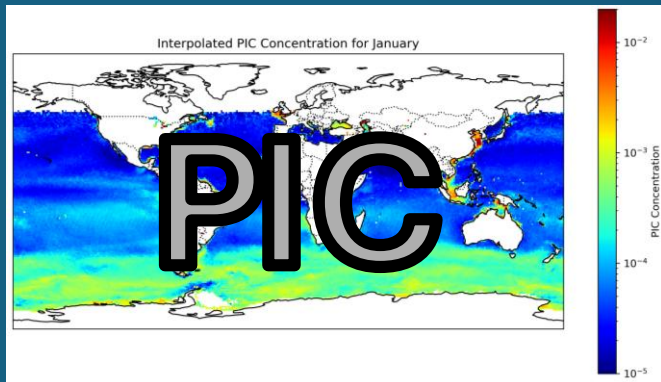 Interpolated PIC Concentration for January
PIC
10⁻²
10⁻³
10⁻⁴
10⁻⁵
PIC Concentration